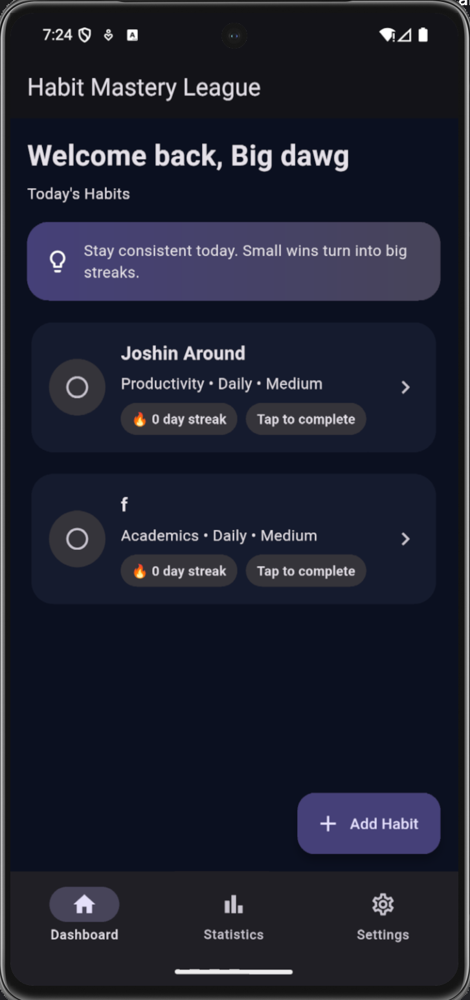 7:24
Habit Mastery League
Welcome back, Big dawg
Today's Habits
Stay consistent today. Small wins turn into big
streaks.
Joshin Around
Productivity • Daily • Medium
🔥 0 day streak
Tap to complete
f
Academics • Daily • Medium
🔥 0 day streak
Tap to complete
+ Add Habit
Dashboard
Statistics
Settings